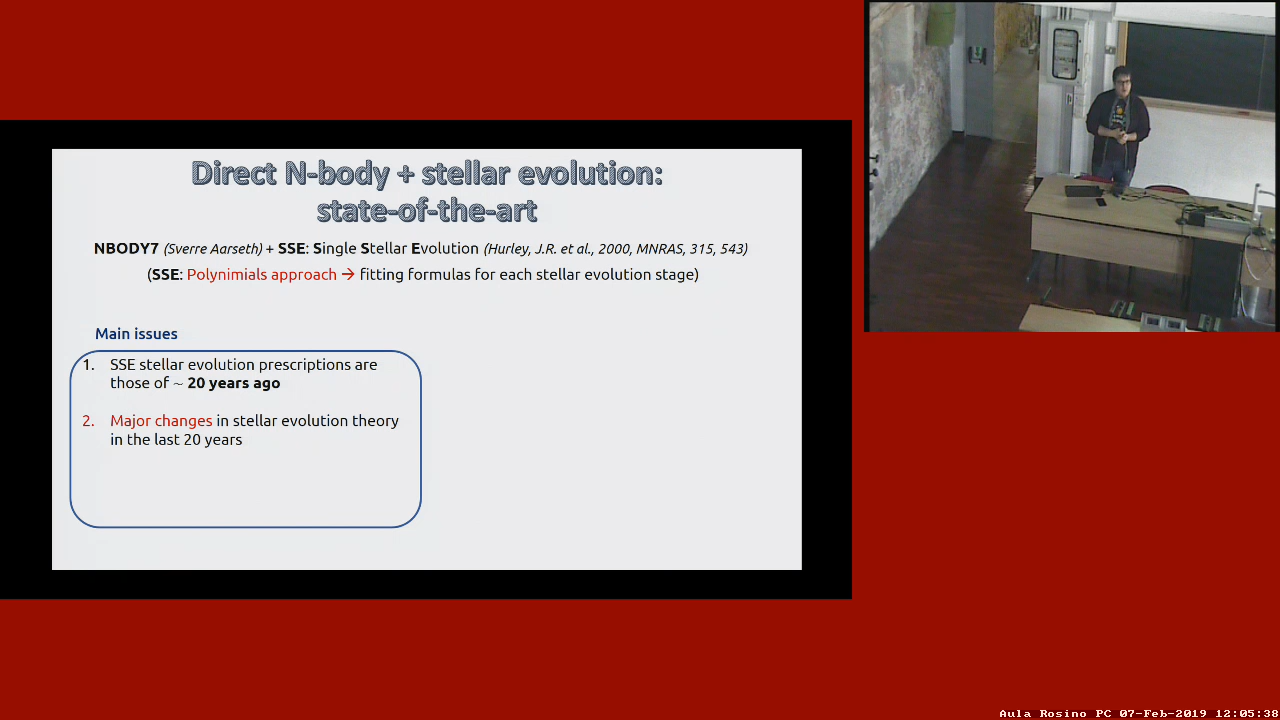 Direct N-body + stellar evolution:
state-of-the-art
NBODY7 (Sverre Aarseth) + SSE: Single Stellar Evolution (Hurley, J.R. et al., 2000, MNRAS, 315, 543)
(SSE: Polynimials approach → fitting formulas for each stellar evolution stage)
Main issues
1. SSE stellar evolution prescriptions are
those of ~ 20 years ago
2. Major changes in stellar evolution theory
in the last 20 years
Aula Rosino PC 07-Feb-2019 12:05:38